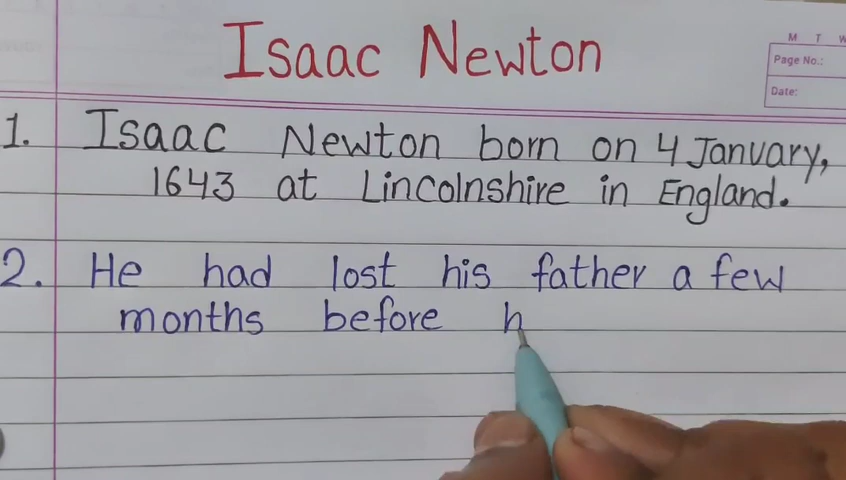 Isaac Newton
M T W
Page No.:
Date:
1. Isaac Newton born on 4 January,
1643 at Lincolnshire in England.
2. He had lost his father a few
months before h